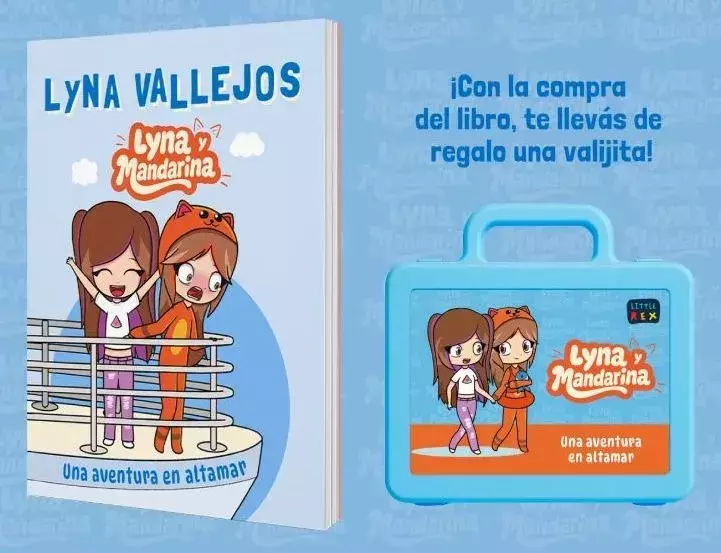 LYNA VALLEJOS
Lyna y
Mandarina
Una aventura en altamar
¡Con la compra
del libro, te llevás de
regalo una valijita!
LITTLE
REX
Lyna y
Mandarina
Una aventura
en altamar